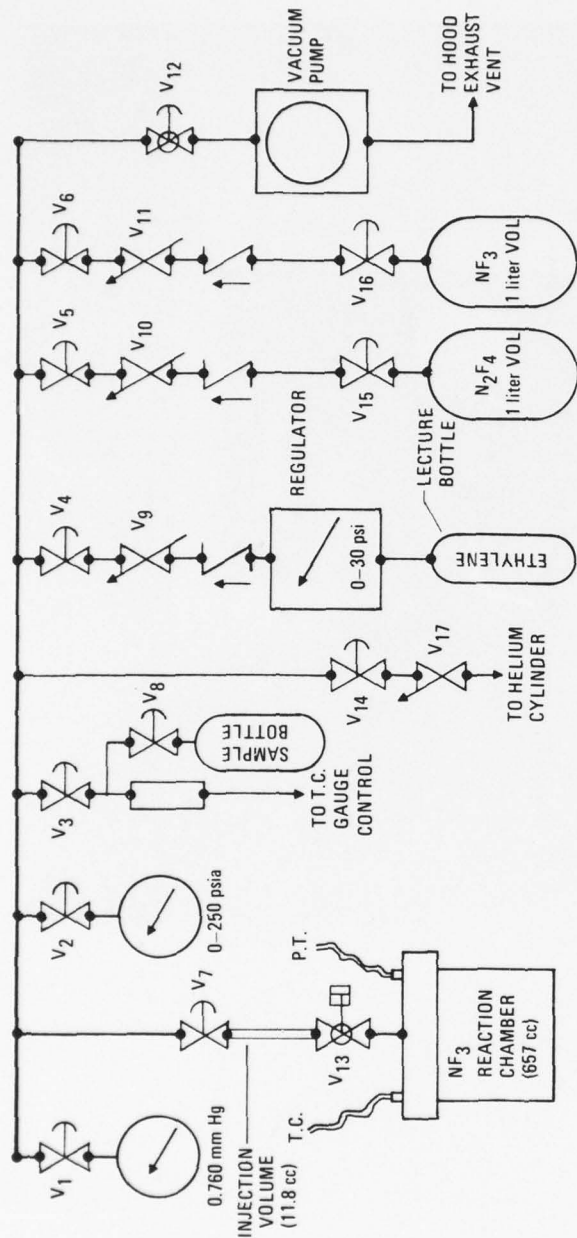 V1
0.760 mm Hg
V2
0–250 psia
V3
V8
SAMPLE
BOTTLE
TO T.C.
GAUGE
CONTROL
V7
INJECTION
VOLUME
(11.8 cc)
V13
T.C.
P.T.
NF3
REACTION
CHAMBER
(657 cc)
V14
V17
TO HELIUM
CYLINDER
V4
V9
REGULATOR
0–30 psi
LECTURE
BOTTLE
ETHYLENE
V5
V10
V15
N2F4
1 liter VOL
V6
V11
V16
NF3
1 liter VOL
V12
VACUUM
PUMP
TO HOOD
EXHAUST
VENT